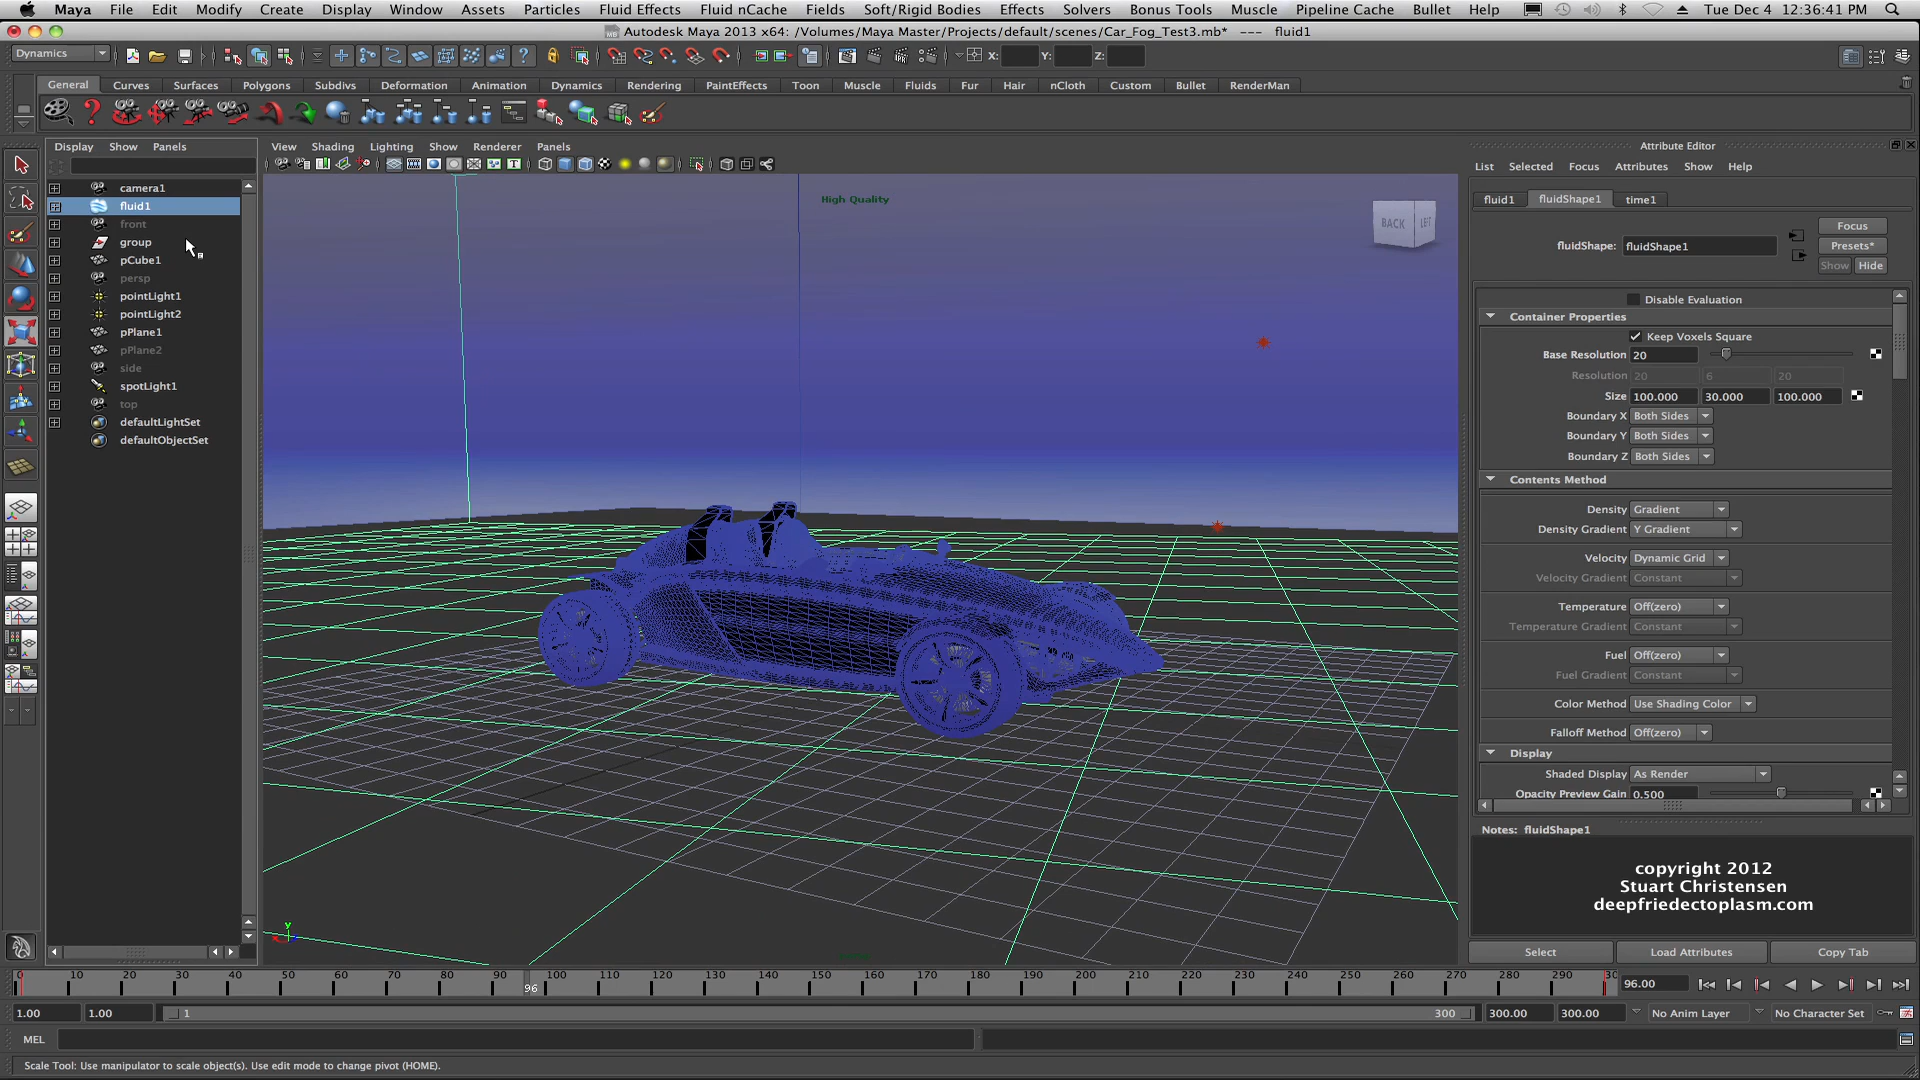 Maya File Edit Modify Create Display Window Assets Particles Fluid Effects Fluid nCache Fields Soft/Rigid Bodies Effects Solvers Bonus Tools Muscle Pipeline Cache Bullet Help Tue Dec 4 12:36:41 PM
Autodesk Maya 2013 x64: /Volumes/Maya Master/Projects/default/scenes/Car_Fog_Test3.mb* --- fluid1
Dynamics X: Y: Z:
General Curves Surfaces Polygons Subdivs Deformation Animation Dynamics Rendering PaintEffects Toon Muscle Fluids Fur Hair nCloth Custom Bullet RenderMan
Display Show Panels
camera1
fluid1
front
group
pCube1
persp
pointLight1
pointLight2
pPlane1
pPlane2
side
spotLight1
top
defaultLightSet
defaultObjectSet
View Shading Lighting Show Renderer Panels
High Quality
BACK LEFT
y
Attribute Editor
List Selected Focus Attributes Show Help
fluid1 fluidShape1 time1
Focus
fluidShape: fluidShape1 Presets*
Show Hide
Disable Evaluation
Container Properties
Keep Voxels Square
Base Resolution 20
Resolution 20 6 20
Size 100.000 30.000 100.000
Boundary X Both Sides
Boundary Y Both Sides
Boundary Z Both Sides
Contents Method
Density Gradient
Density Gradient Y Gradient
Velocity Dynamic Grid
Velocity Gradient Constant
Temperature Off(zero)
Temperature Gradient Constant
Fuel Off(zero)
Fuel Gradient Constant
Color Method Use Shading Color
Falloff Method Off(zero)
Display
Shaded Display As Render
Opacity Preview Gain 0.500
Notes: fluidShape1
copyright 2012
Stuart Christensen
deepfriedectoplasm.com
Select Load Attributes Copy Tab
0 10 20 30 40 50 60 70 80 90 100 110 120 130 140 150 160 170 180 190 200 210 220 230 240 250 260 270 280 290 30
96 96.00
1.00 1.00 1 300 300.00 300.00 No Anim Layer No Character Set
MEL
Scale Tool: Use manipulator to scale object(s). Use edit mode to change pivot (HOME).